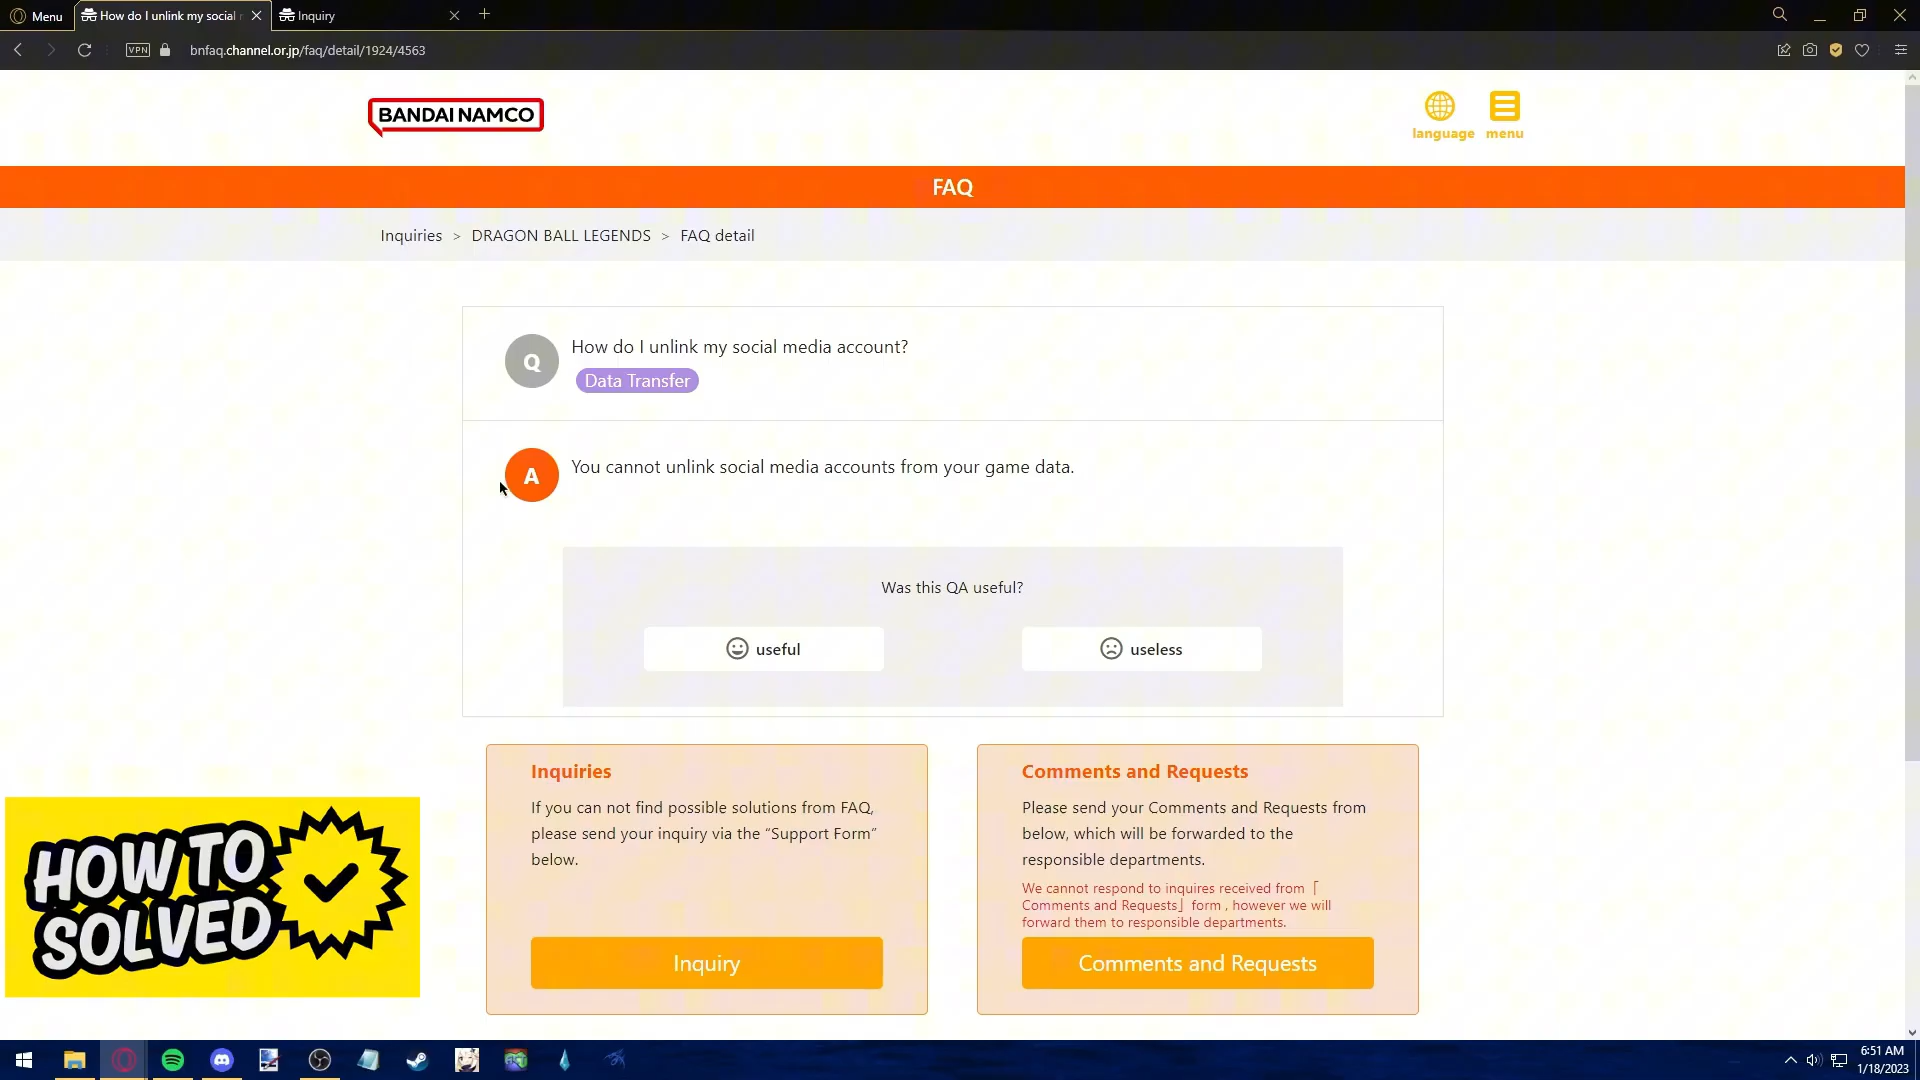 Menu
How do I unlink my social
Inquiry
VPN
bnfaq.channel.or.jp/faq/detail/1924/4563
BANDAI NAMCO
language
menu
FAQ
Inquiries > DRAGON BALL LEGENDS > FAQ detail
Q
How do I unlink my social media account?
Data Transfer
A
You cannot unlink social media accounts from your game data.
Was this QA useful?
useful
useless
Inquiries
If you can not find possible solutions from FAQ,
please send your inquiry via the “Support Form”
below.
Inquiry
Comments and Requests
Please send your Comments and Requests from
below, which will be forwarded to the
responsible departments.
We cannot respond to inquires received from「
Comments and Requests」form , however we will
forward them to responsible departments.
Comments and Requests
HOW TO
SOLVED
6:51 AM
1/18/2023